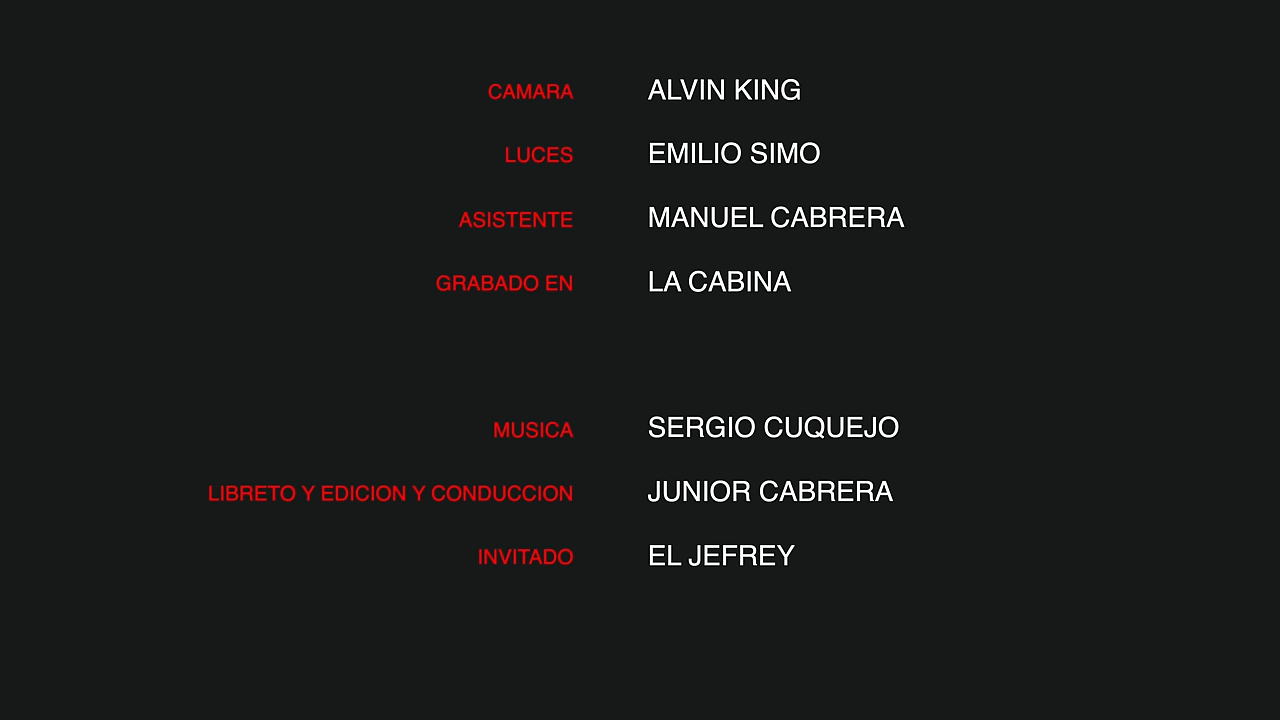 CAMARA ALVIN KING
LUCES EMILIO SIMO
ASISTENTE MANUEL CABRERA
GRABADO EN LA CABINA
MUSICA SERGIO CUQUEJO
LIBRETO Y EDICION Y CONDUCCION JUNIOR CABRERA
INVITADO EL JEFREY